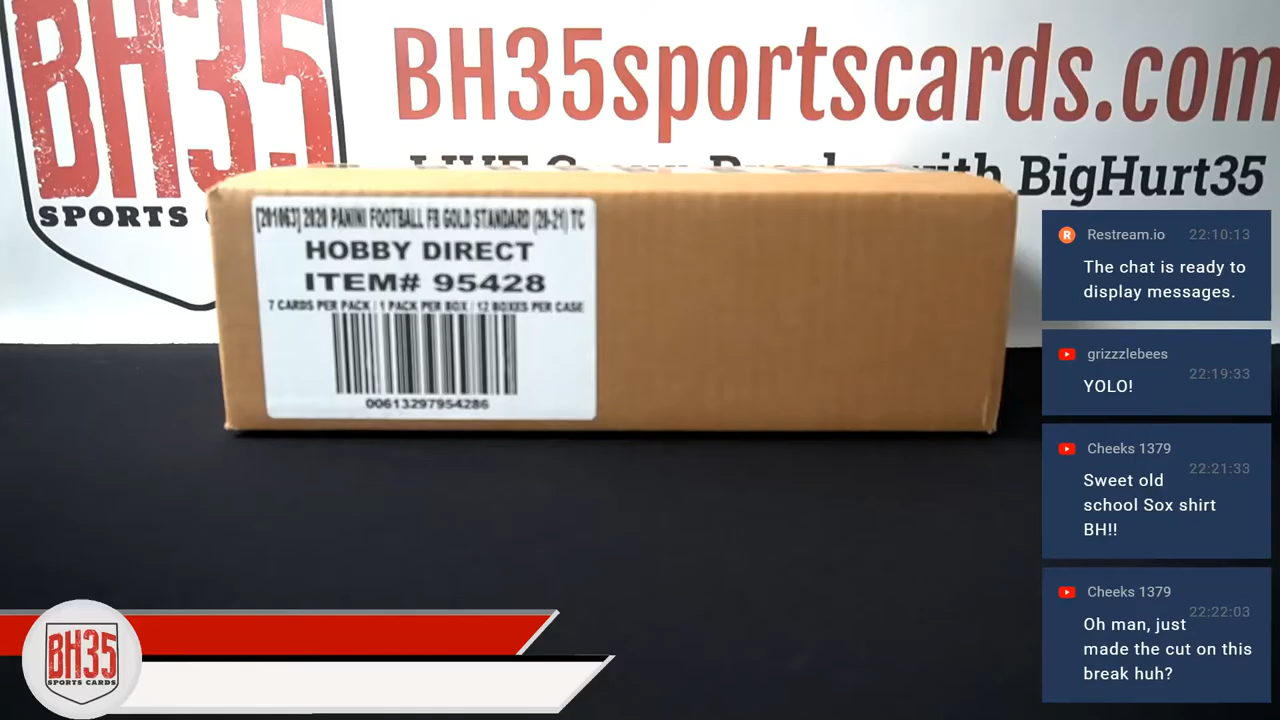 BH35
SPORTS
BH35sportscards.com
with BigHurt35
[201063] 2020 PANINI FOOTBALL FB GOLD STANDARD (20-21) TC
HOBBY DIRECT
ITEM# 95428
7 CARDS PER PACK / 1 PACK PER BOX / 12 BOXES PER CASE
00613297954286
Restream.io 22:10:13
The chat is ready to
display messages.
grizzzlebees
22:19:33
YOLO!
Cheeks 1379
22:21:33
Sweet old
school Sox shirt
BH!!
Cheeks 1379
22:22:03
Oh man, just
made the cut on this
break huh?
BH35
SPORTS CARDS